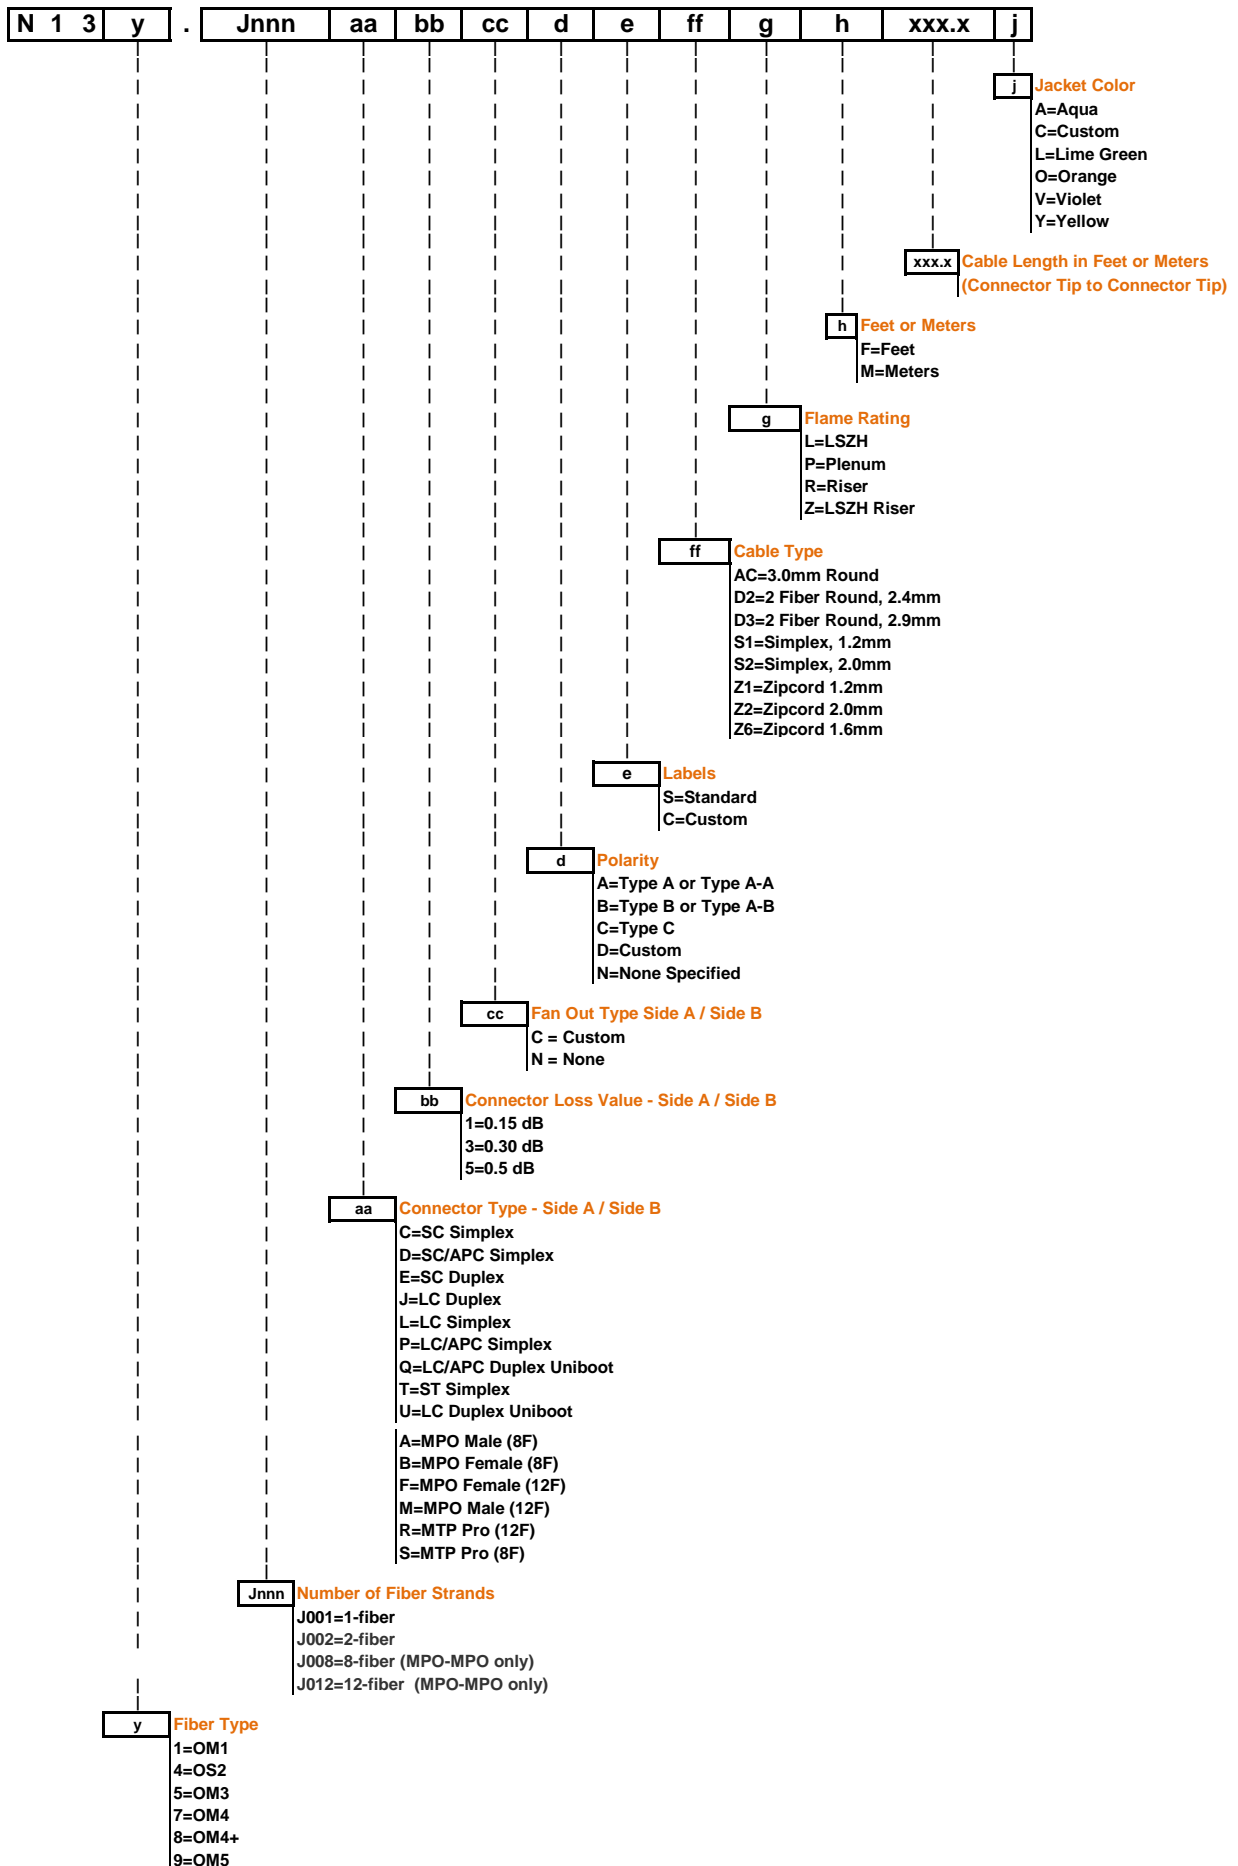 N 1 3 y . Jnnn aa bb cc d e ff g h xxx.x j
j Jacket Color
A=Aqua
C=Custom
L=Lime Green
O=Orange
V=Violet
Y=Yellow
xxx.x Cable Length in Feet or Meters
(Connector Tip to Connector Tip)
h Feet or Meters
F=Feet
M=Meters
g Flame Rating
L=LSZH
P=Plenum
R=Riser
Z=LSZH Riser
ff Cable Type
AC=3.0mm Round
D2=2 Fiber Round, 2.4mm
D3=2 Fiber Round, 2.9mm
S1=Simplex, 1.2mm
S2=Simplex, 2.0mm
Z1=Zipcord 1.2mm
Z2=Zipcord 2.0mm
Z6=Zipcord 1.6mm
e Labels
S=Standard
C=Custom
d Polarity
A=Type A or Type A-A
B=Type B or Type A-B
C=Type C
D=Custom
N=None Specified
cc Fan Out Type Side A / Side B
C = Custom
N = None
bb Connector Loss Value - Side A / Side B
1=0.15 dB
3=0.30 dB
5=0.5 dB
aa Connector Type - Side A / Side B
C=SC Simplex
D=SC/APC Simplex
E=SC Duplex
J=LC Duplex
L=LC Simplex
P=LC/APC Simplex
Q=LC/APC Duplex Uniboot
T=ST Simplex
U=LC Duplex Uniboot
A=MPO Male (8F)
B=MPO Female (8F)
F=MPO Female (12F)
M=MPO Male (12F)
R=MTP Pro (12F)
S=MTP Pro (8F)
Jnnn Number of Fiber Strands
J001=1-fiber
J002=2-fiber
J008=8-fiber (MPO-MPO only)
J012=12-fiber (MPO-MPO only)
y Fiber Type
1=OM1
4=OS2
5=OM3
7=OM4
8=OM4+
9=OM5